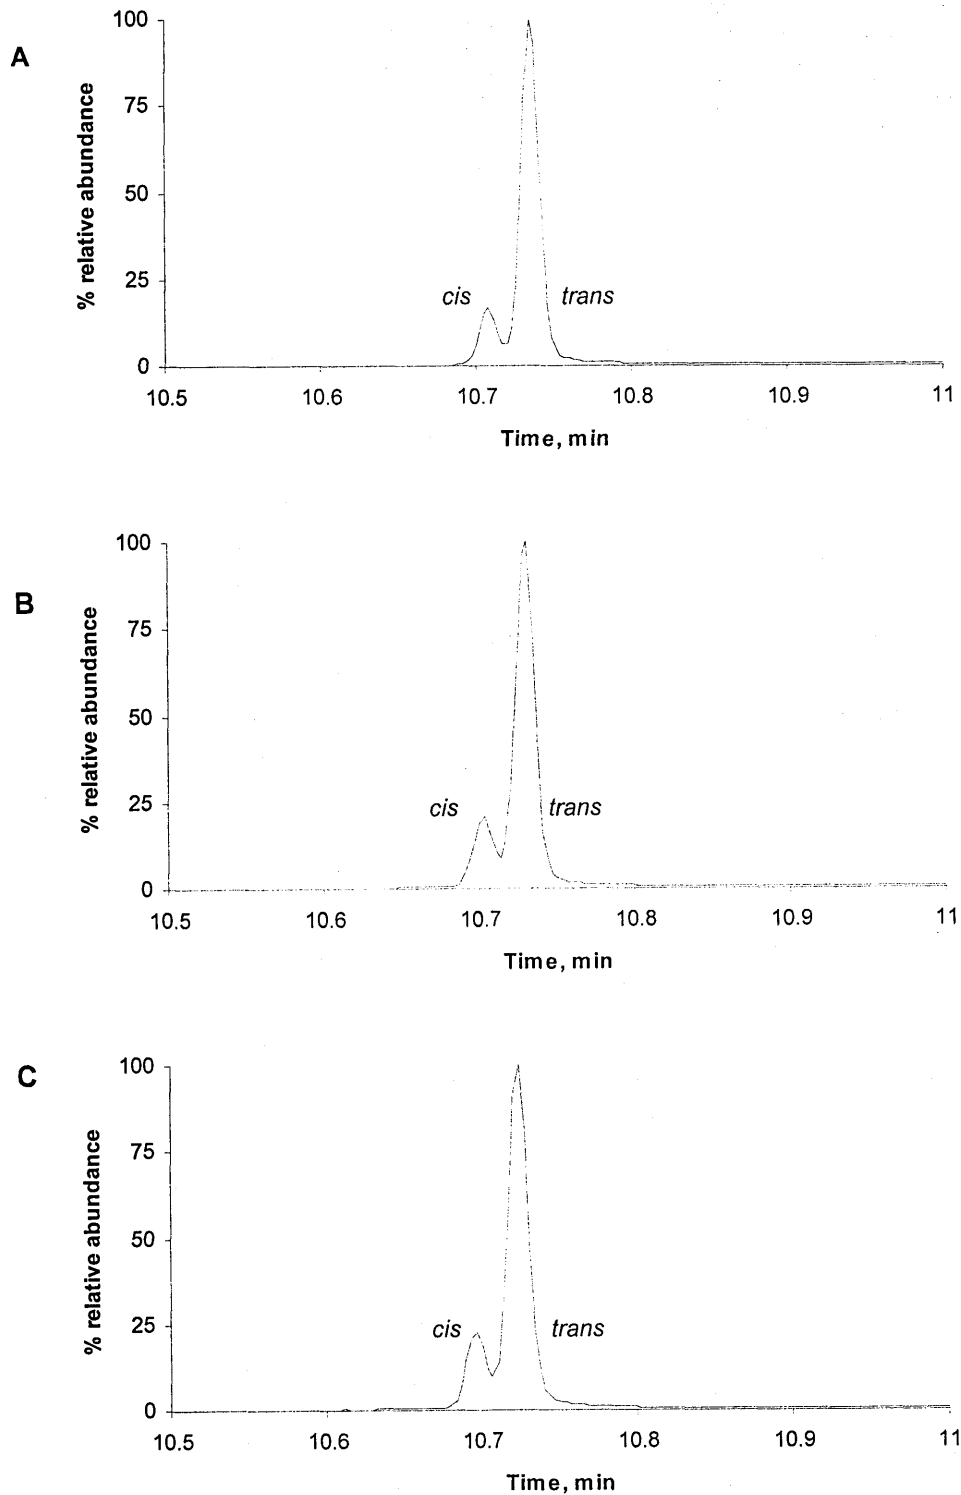 A
% relative abundance
100
75
50
25
0
cis
trans
10.5 10.6 10.7 10.8 10.9 11
Time, min
B
% relative abundance
100
75
50
25
0
cis
trans
10.5 10.6 10.7 10.8 10.9 11
Time, min
C
% relative abundance
100
75
50
25
0
cis
trans
10.5 10.6 10.7 10.8 10.9 11
Time, min